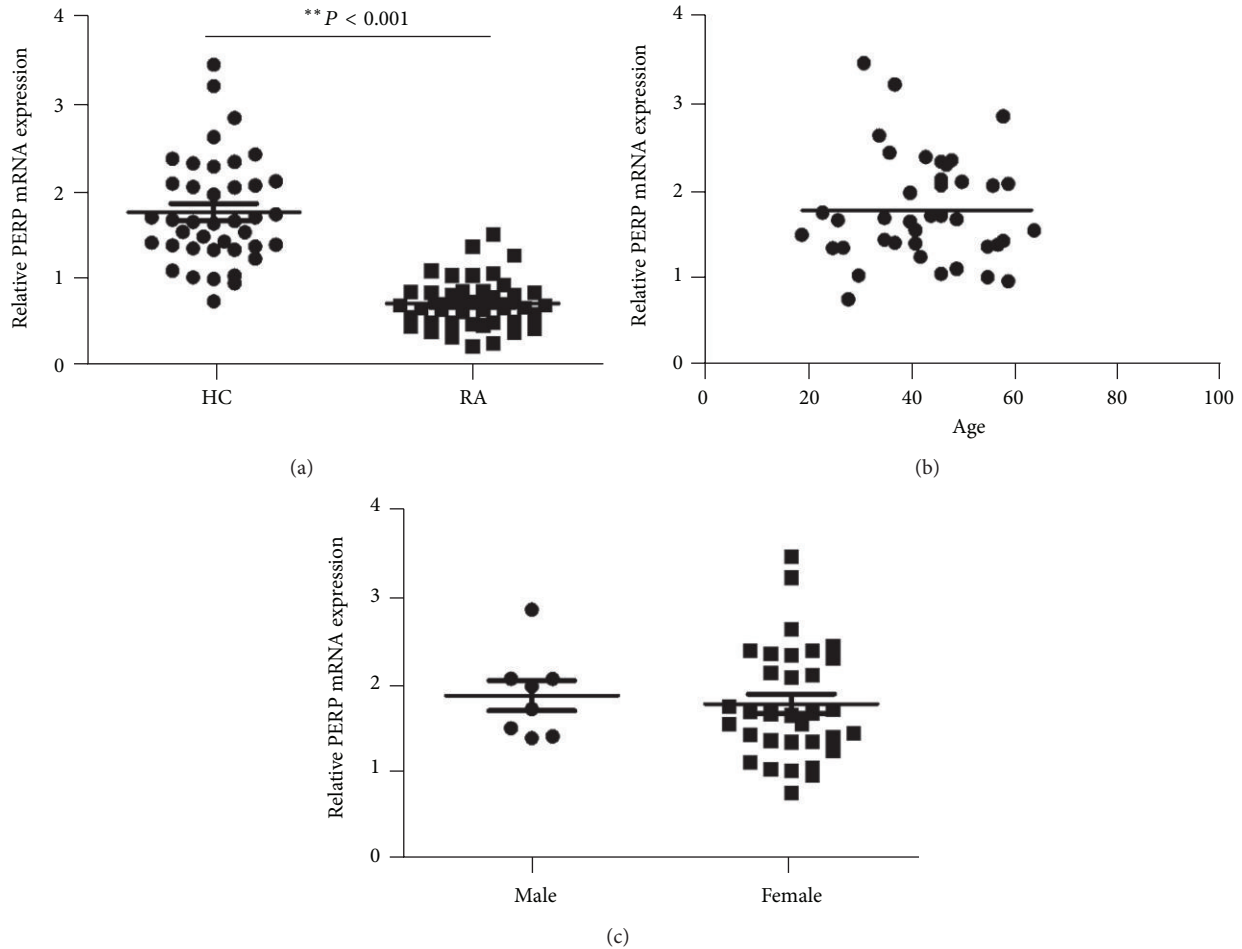 ** P < 0.001
Relative PERP mRNA expression
4
3
2
1
0
HC
RA
(a)
Relative PERP mRNA expression
4
3
2
1
0
0
20
40
60
80
100
Age
(b)
Relative PERP mRNA expression
4
3
2
1
0
Male
Female
(c)